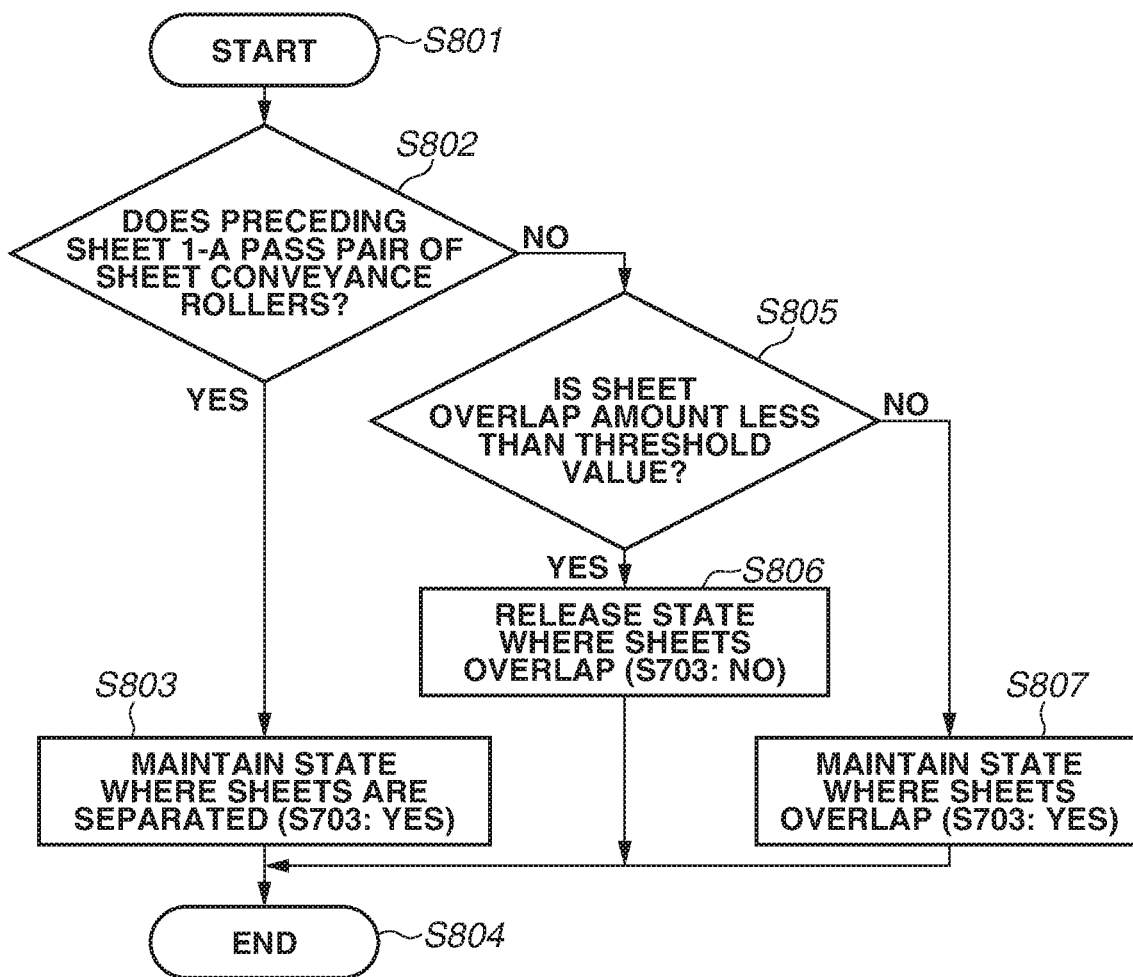 START
S801
S802
DOES PRECEDING
SHEET 1-A PASS PAIR OF
SHEET CONVEYANCE
ROLLERS?
NO
YES
S805
IS SHEET
OVERLAP AMOUNT LESS
THAN THRESHOLD
VALUE?
NO
YES
S806
RELEASE STATE
WHERE SHEETS
OVERLAP (S703: NO)
S803
MAINTAIN STATE
WHERE SHEETS ARE
SEPARATED (S703: YES)
S807
MAINTAIN STATE
WHERE SHEETS
OVERLAP (S703: YES)
END
S804